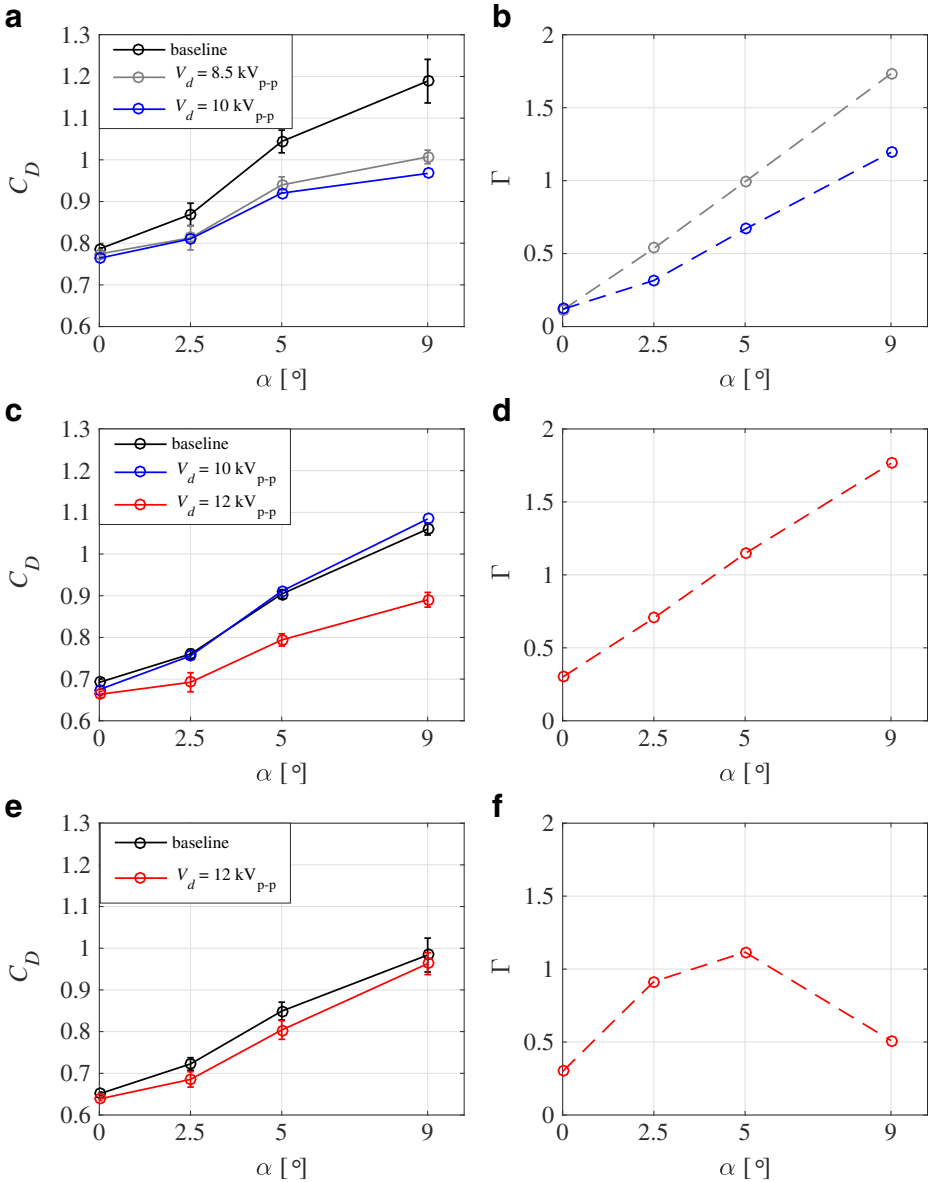 a
1.3
1.2
1.1
1
0.9
0.8
0.7
0.6
C_D
baseline
V_d = 8.5 kV_p-p
V_d = 10 kV_p-p
0 2.5 5 9
α [°]
b
2
1.5
1
0.5
0
Γ
0 2.5 5 9
α [°]
c
1.3
1.2
1.1
1
0.9
0.8
0.7
0.6
C_D
baseline
V_d = 10 kV_p-p
V_d = 12 kV_p-p
0 2.5 5 9
α [°]
d
2
1.5
1
0.5
0
Γ
0 2.5 5 9
α [°]
e
1.3
1.2
1.1
1
0.9
0.8
0.7
0.6
C_D
baseline
V_d = 12 kV_p-p
0 2.5 5 9
α [°]
f
2
1.5
1
0.5
0
Γ
0 2.5 5 9
α [°]